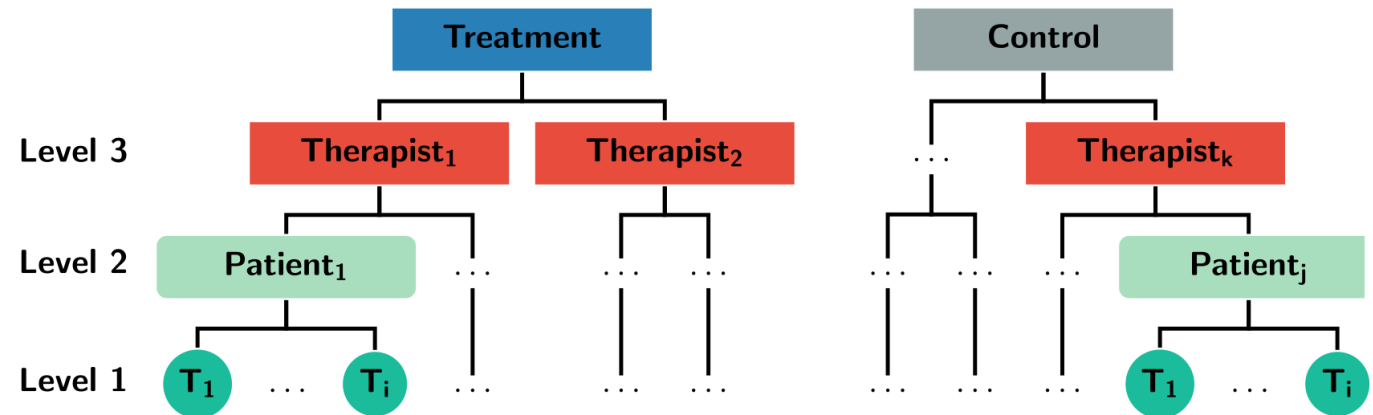 Treatment Control
Level 3 Therapist₁ Therapist₂ ... Therapistₖ
Level 2 Patient₁ ... ... ... ... ... ... Patientⱼ
Level 1 T₁ ... Tᵢ ... ... ... ... ... ... T₁ ... Tᵢ